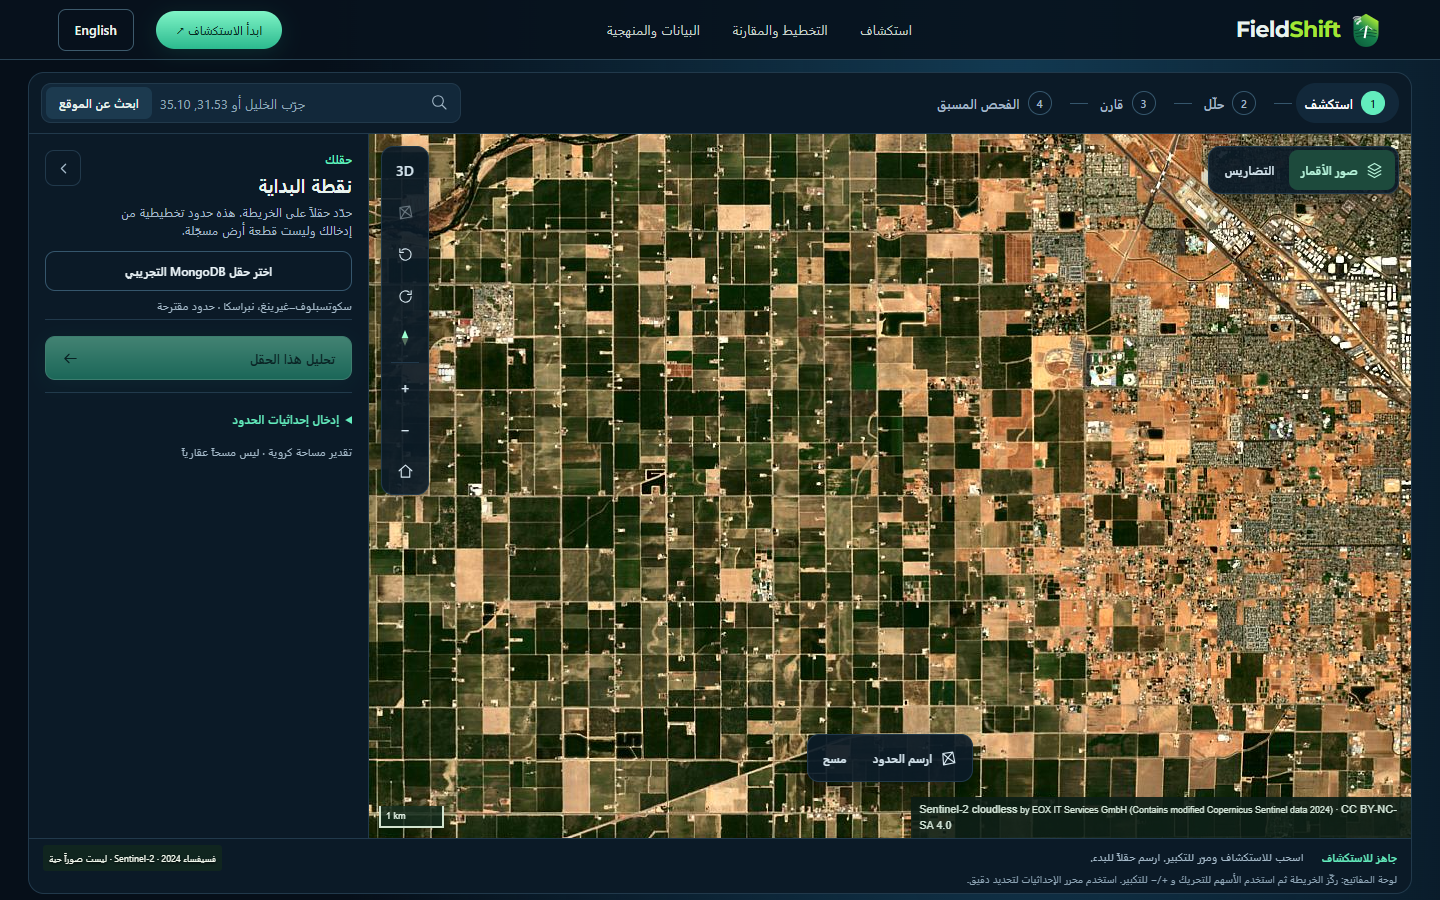 FieldShift
استكشاف
التخطيط والمقارنة
البيانات والمنهجية
ابدأ الاستكشاف ↗
English
1 استكشف
2 حلّل
3 قارن
4 الفحص المسبق
جرّب الخليل أو 31.53, 35.10
ابحث عن الموقع
صور الأقمار
التضاريس
3D
+
−
حقلك
نقطة البداية
حدّد حقلاً على الخريطة. هذه حدود تخطيطية من
إدخالك وليست قطعة أرض مسجّلة.
اختر حقل MongoDB التجريبي
سكوتسبلوف–غيرينغ، نبراسكا · حدود مقترحة
تحليل هذا الحقل ←
◀ إدخال إحداثيات الحدود
تقدير مساحة كروية · ليس مسحاً عقارياً
ارسم الحدود
مسح
1 km
Sentinel-2 cloudless by EOX IT Services GmbH (Contains modified Copernicus Sentinel data 2024) · CC BY-NC-
SA 4.0
جاهز للاستكشاف
اسحب للاستكشاف ومرّر للتكبير. ارسم حقلاً للبدء.
لوحة المفاتيح: ركّز الخريطة ثم استخدم الأسهم للتحريك و +/− للتكبير. استخدم محرر الإحداثيات لتحديد دقيق.
فسيفساء Sentinel-2 · 2024 · ليست صوراً حية